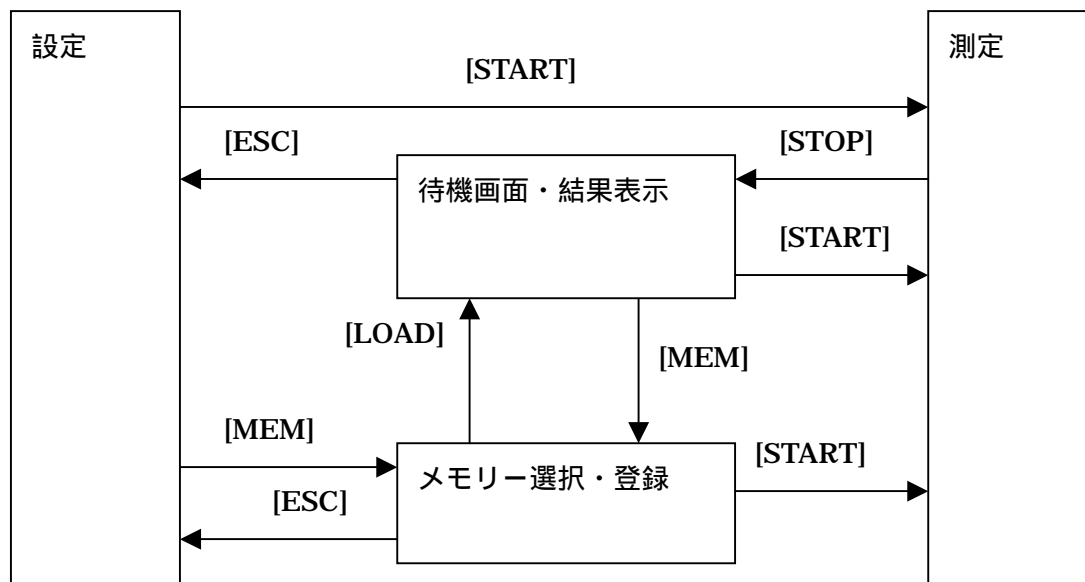 設定
測定
[START]
[ESC]
[STOP]
待機画面・結果表示
[START]
[LOAD]
[MEM]
[MEM]
メモリー選択・登録
[START]
[ESC]